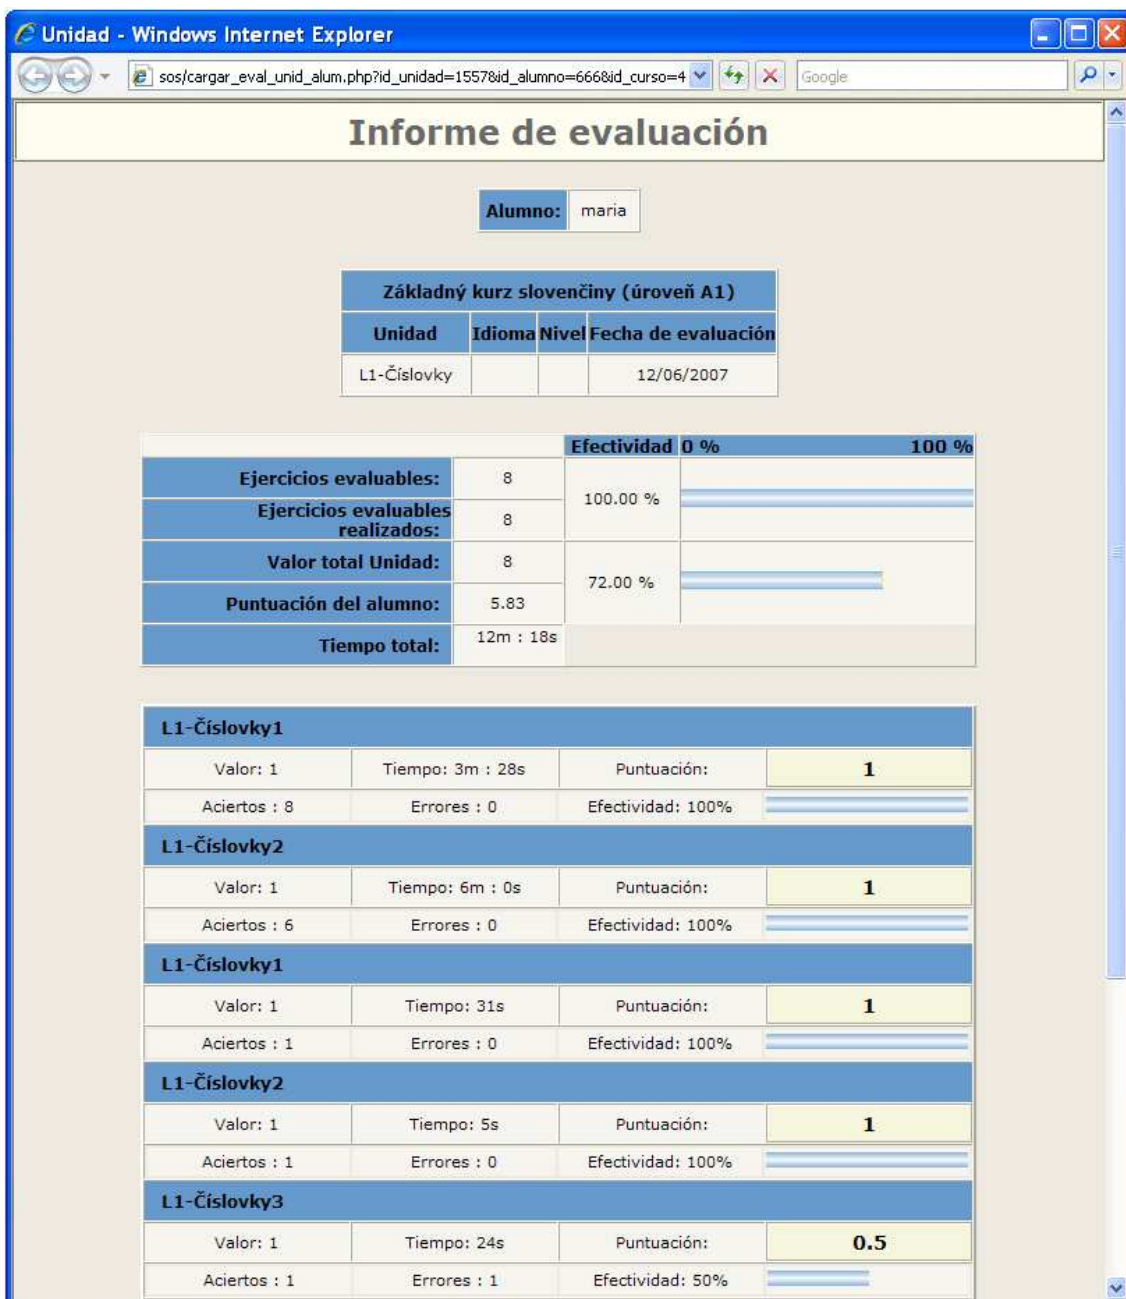 Unidad - Windows Internet Explorer
sos/cargar_eval_unid_alum.php?id_unidad=1557&id_alumno=666&id_curso=4
Google
Informe de evaluación
Alumno: maria
Základný kurz slovenčiny (úroveň A1)
Unidad Idioma Nivel Fecha de evaluación
L1-Číslovky 12/06/2007
Efectividad 0 % 100 %
Ejercicios evaluables: 8
100.00 %
Ejercicios evaluables
realizados: 8
Valor total Unidad: 8
72.00 %
Puntuación del alumno: 5.83
Tiempo total: 12m : 18s
L1-Číslovky1
Valor: 1 Tiempo: 3m : 28s Puntuación: 1
Aciertos : 8 Errores : 0 Efectividad: 100%
L1-Číslovky2
Valor: 1 Tiempo: 6m : 0s Puntuación: 1
Aciertos : 6 Errores : 0 Efectividad: 100%
L1-Číslovky1
Valor: 1 Tiempo: 31s Puntuación: 1
Aciertos : 1 Errores : 0 Efectividad: 100%
L1-Číslovky2
Valor: 1 Tiempo: 5s Puntuación: 1
Aciertos : 1 Errores : 0 Efectividad: 100%
L1-Číslovky3
Valor: 1 Tiempo: 24s Puntuación: 0.5
Aciertos : 1 Errores : 1 Efectividad: 50%